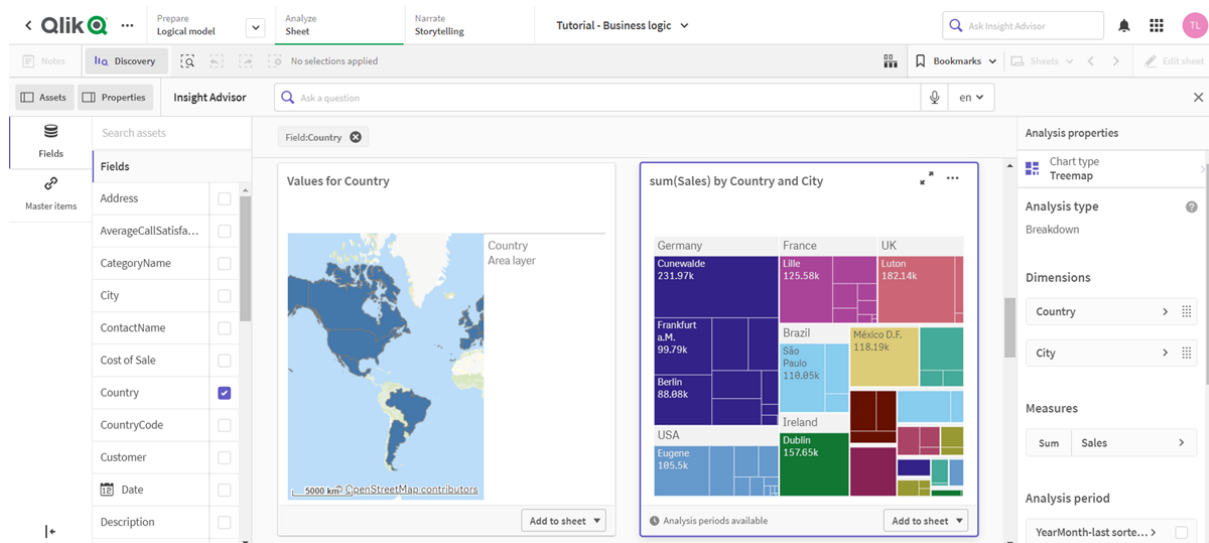 Qlik
Prepare
Logical model
Analyze
Sheet
Narrate
Storytelling
Tutorial - Business logic
Ask Insight Advisor
TL
Notes
Discovery
No selections applied
Bookmarks
Sheets
Edit sheet
Assets
Properties
Insight Advisor
Ask a question
en
Fields
Master items
Search assets
Fields
Address
AverageCallSatisfa...
CategoryName
City
ContactName
Cost of Sale
Country
CountryCode
Customer
Date
Description
Field:Country
Values for Country
Country
Area layer
5000 km
© OpenStreetMap contributors
Add to sheet
sum(Sales) by Country and City
Germany
Cunewalde
231.97k
Frankfurt
a.M.
99.79k
Berlin
88.08k
USA
Eugene
105.5k
France
Lille
125.58k
UK
Luton
182.14k
Brazil
São
Paulo
110.05k
México D.F.
118.19k
Ireland
Dublin
157.65k
Analysis periods available
Add to sheet
Analysis properties
Chart type
Treemap
Analysis type
Breakdown
Dimensions
Country
City
Measures
Sum
Sales
Analysis period
YearMonth-last sorte...